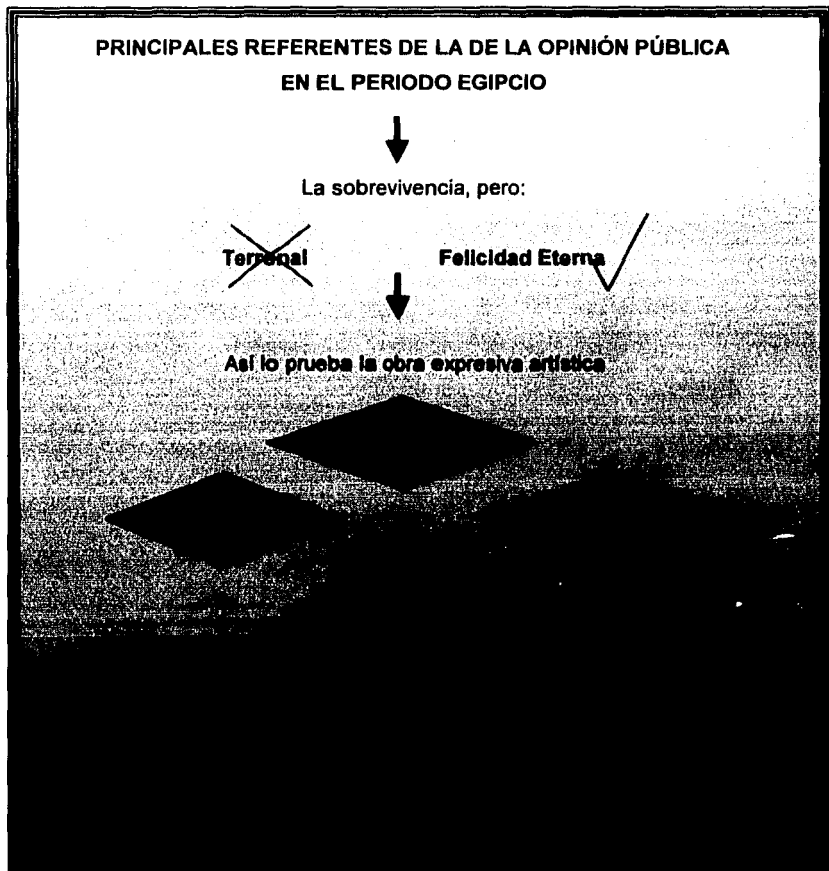 PRINCIPALES REFERENTES DE LA DE LA OPINIÓN PÚBLICA
EN EL PERIODO EGIPCIO
La sobrevivencia, pero:
Terrenal Felicidad Eterna
Así lo prueba la obra expresiva artística